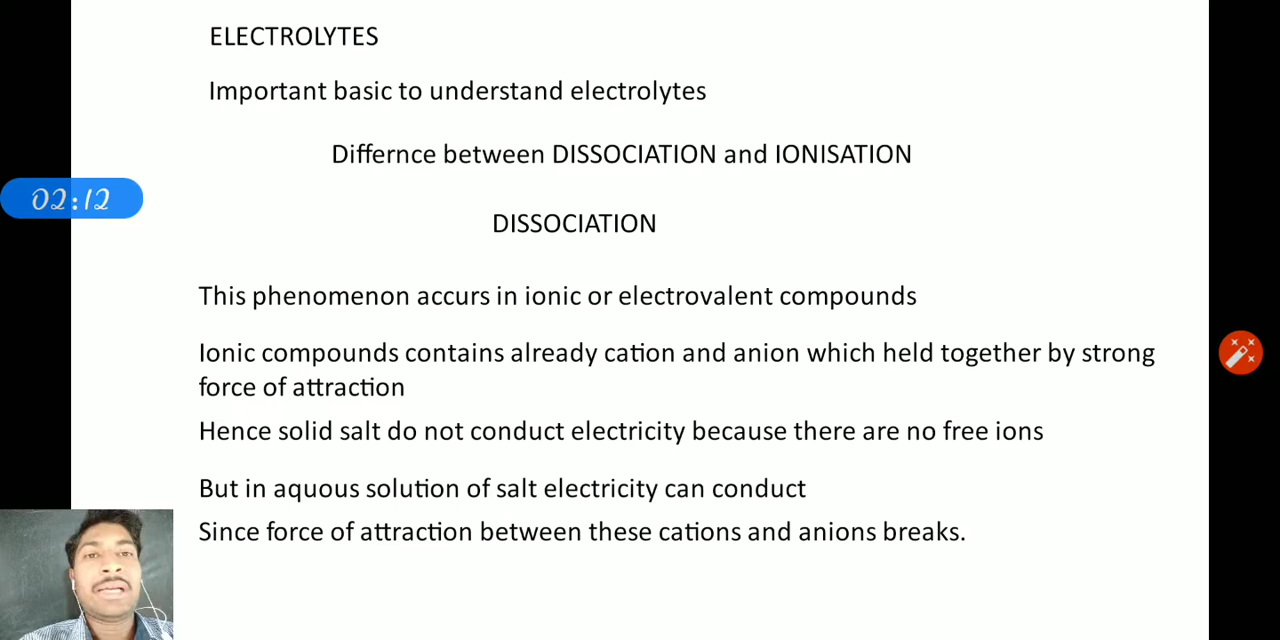 ELECTROLYTES
Important basic to understand electrolytes
Differnce between DISSOCIATION and IONISATION
02:12
DISSOCIATION
This phenomenon accurs in ionic or electrovalent compounds
Ionic compounds contains already cation and anion which held together by strong
force of attraction
Hence solid salt do not conduct electricity because there are no free ions
But in aquous solution of salt electricity can conduct
Since force of attraction between these cations and anions breaks.